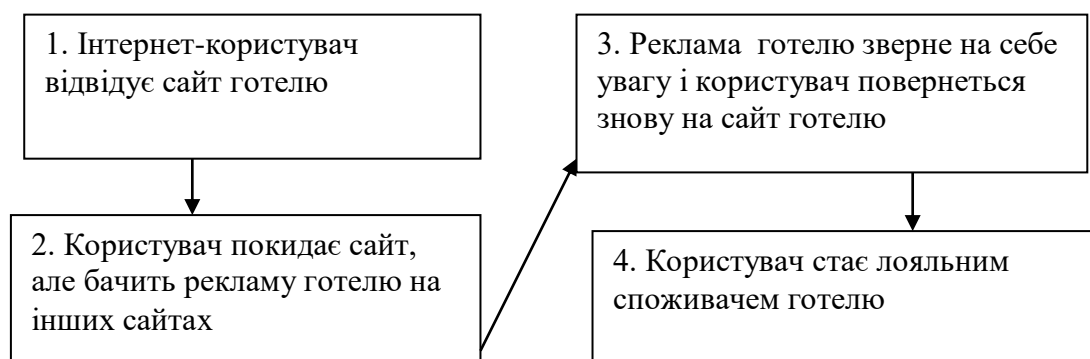 1. Інтернет-користувач
відвідує сайт готелю
2. Користувач покидає сайт,
але бачить рекламу готелю на
інших сайтах
3. Реклама готелю зверне на себе
увагу і користувач повернеться
знову на сайт готелю
4. Користувач стає лояльним
споживачем готелю